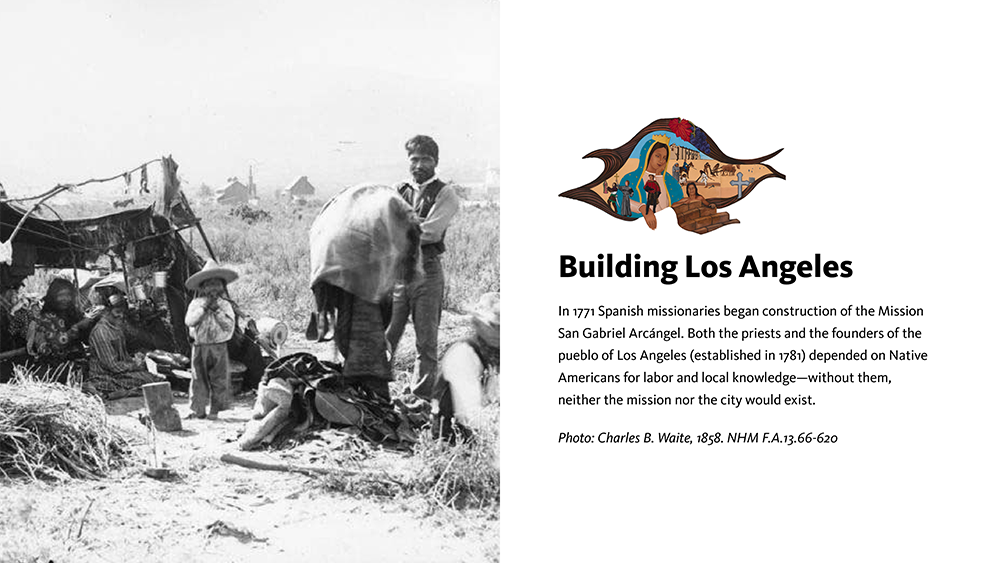 Building Los Angeles
In 1771 Spanish missionaries began construction of the Mission
San Gabriel Arcángel. Both the priests and the founders of the
pueblo of Los Angeles (established in 1781) depended on Native
Americans for labor and local knowledge—without them,
neither the mission nor the city would exist.
Photo: Charles B. Waite, 1858. NHM F.A.13.66-620